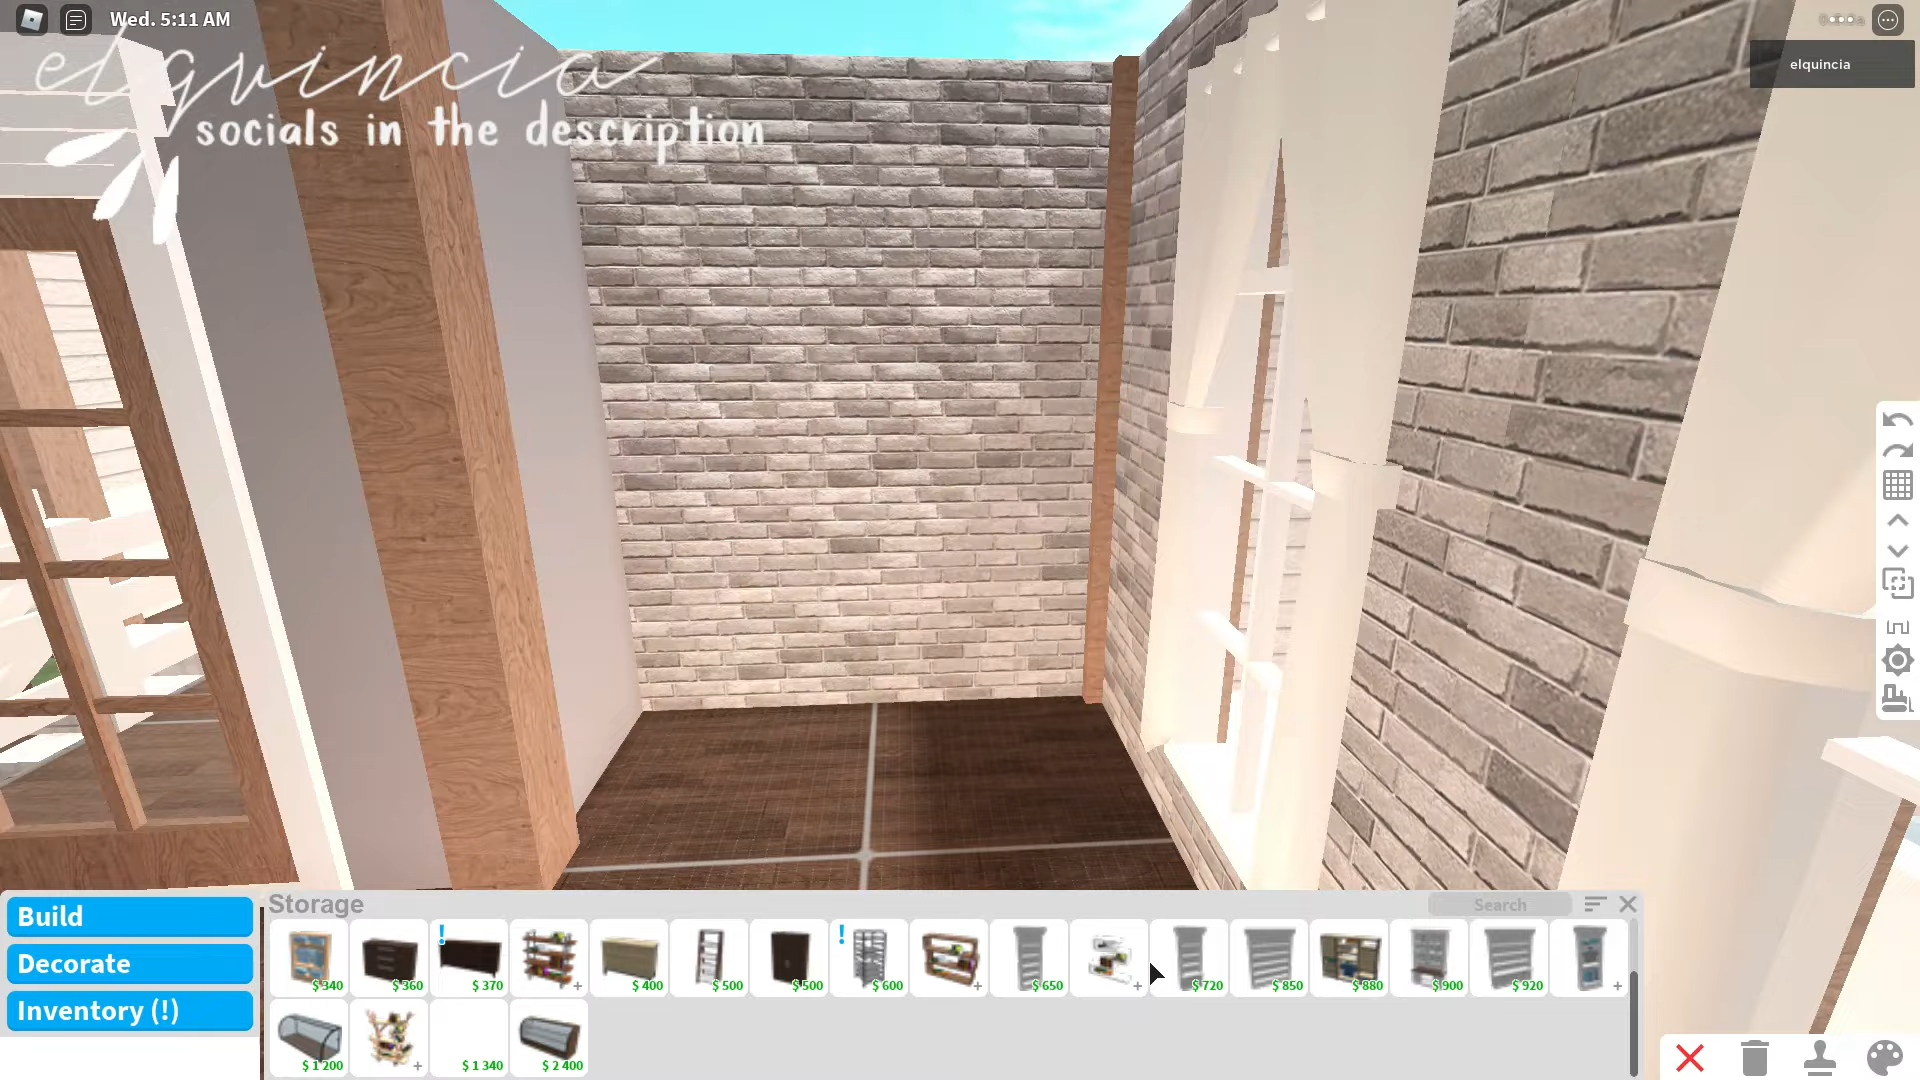 Wed. 5:11 AM
elquincia
socials in the description
elquincia
Build
Decorate
Inventory (!)
Storage
Search
! !
$340 $360 $370 + $400 $500 $500 $600 + $650 + $720 $850 $880 $900 $920 +
$1 200 + $1 340 $2 400